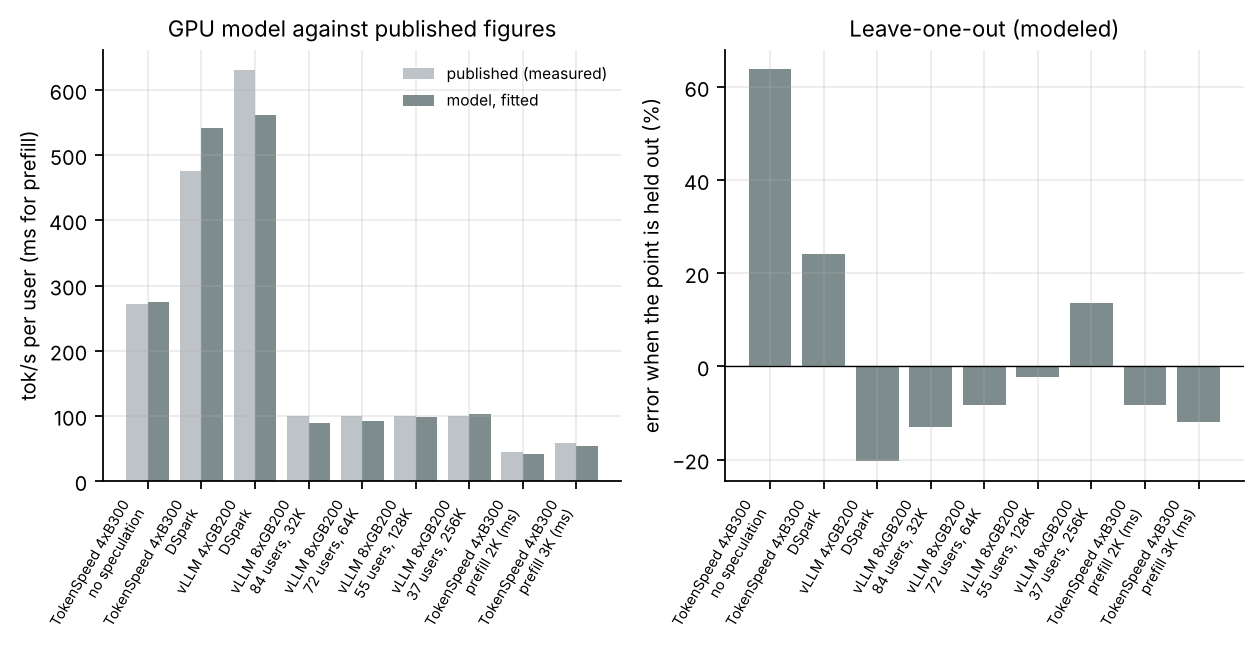 GPU model against published figures
published (measured)
model, fitted
tok/s per user (ms for prefill)
600
500
400
300
200
100
0
TokenSpeed 4xB300
no speculation
TokenSpeed 4xB300
DSpark
vLLM 4xGB200
DSpark
vLLM 8xGB200
84 users, 32K
vLLM 8xGB200
72 users, 64K
vLLM 8xGB200
55 users, 128K
vLLM 8xGB200
37 users, 256K
TokenSpeed 4xB300
prefill 2K (ms)
TokenSpeed 4xB300
prefill 3K (ms)
Leave-one-out (modeled)
error when the point is held out (%)
60
40
20
0
−20
TokenSpeed 4xB300
no speculation
TokenSpeed 4xB300
DSpark
vLLM 4xGB200
DSpark
vLLM 8xGB200
84 users, 32K
vLLM 8xGB200
72 users, 64K
vLLM 8xGB200
55 users, 128K
vLLM 8xGB200
37 users, 256K
TokenSpeed 4xB300
prefill 2K (ms)
TokenSpeed 4xB300
prefill 3K (ms)